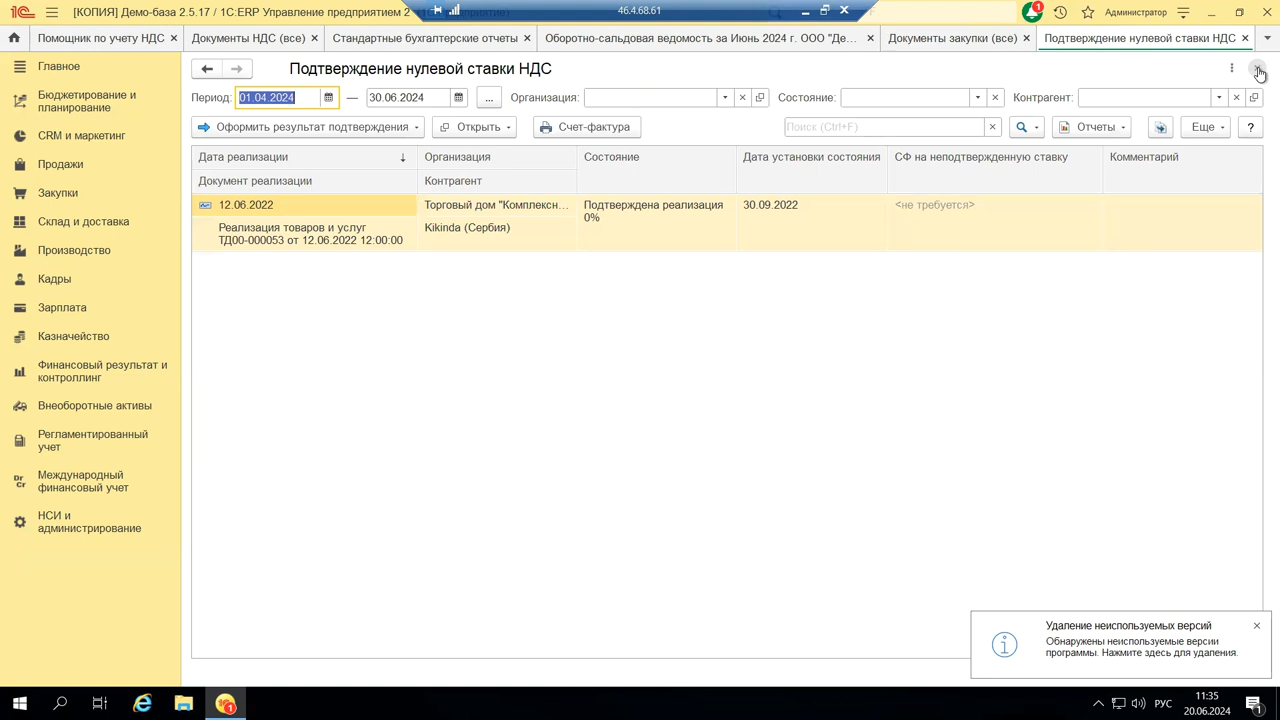 [КОПИЯ] Демо-база 2.5.17 / 1С:ERP Управление предприятием 2
46.4.68.61
1
Администратор
Помощник по учету НДС
Документы НДС (все)
Стандартные бухгалтерские отчеты
Оборотно-сальдовая ведомость за Июнь 2024 г. ООО "Де...
Документы закупки (все)
Подтверждение нулевой ставки НДС
Главное
Бюджетирование и
планирование
CRM и маркетинг
Продажи
Закупки
Склад и доставка
Производство
Кадры
Зарплата
Казначейство
Финансовый результат и
контроллинг
Внеоборотные активы
Регламентированный
учет
Международный
финансовый учет
НСИ и
администрирование
Подтверждение нулевой ставки НДС
Период: 01.04.2024 — 30.06.2024 ... Организация: Состояние: Контрагент:
Оформить результат подтверждения Открыть Счет-фактура Поиск (Ctrl+F) Отчеты Еще ?
Дата реализации Организация Состояние Дата установки состояния СФ на неподтвержденную ставку Комментарий
Документ реализации Контрагент
12.06.2022 Торговый дом "Комплексн... Подтверждена реализация 30.09.2022 <не требуется>
0%
Реализация товаров и услуг Kikinda (Сербия)
ТД00-000053 от 12.06.2022 12:00:00
Удаление неиспользуемых версий
Обнаружены неиспользуемые версии
программы. Нажмите здесь для удаления.
РУС
11:35
20.06.2024
1